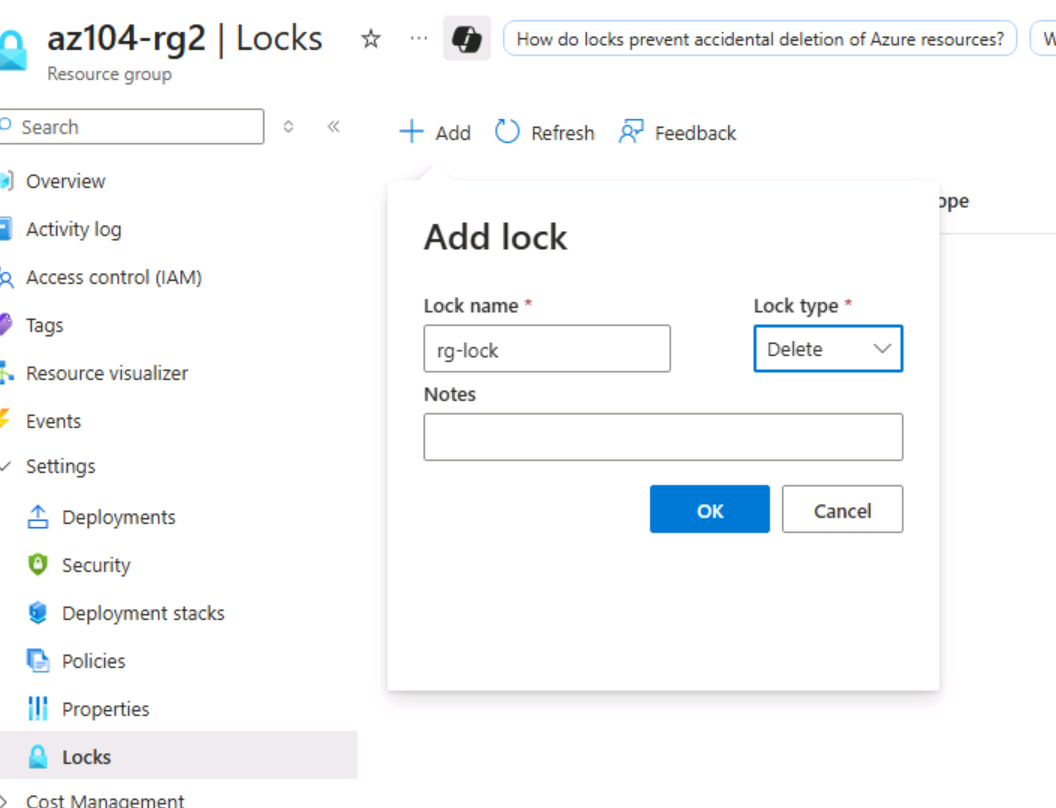 az104-rg2 | Locks
Resource group
How do locks prevent accidental deletion of Azure resources?
Search
Add
Refresh
Feedback
Overview
Activity log
Access control (IAM)
Tags
Resource visualizer
Events
Settings
Deployments
Security
Deployment stacks
Policies
Properties
Locks
Cost Management
ope
Add lock
Lock name *
Lock type *
rg-lock
Delete
Notes
OK
Cancel